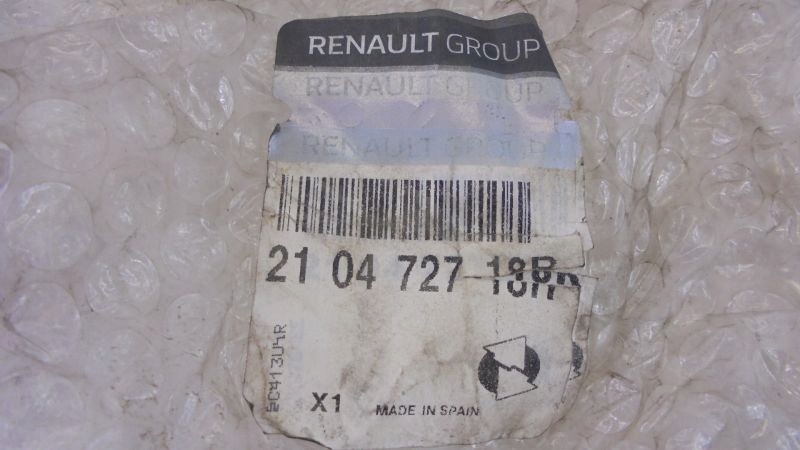 RENAULT GROUP
RENAULT GROUP
RENAULT GROUP
21 04 727 18R
X1 MADE IN SPAIN